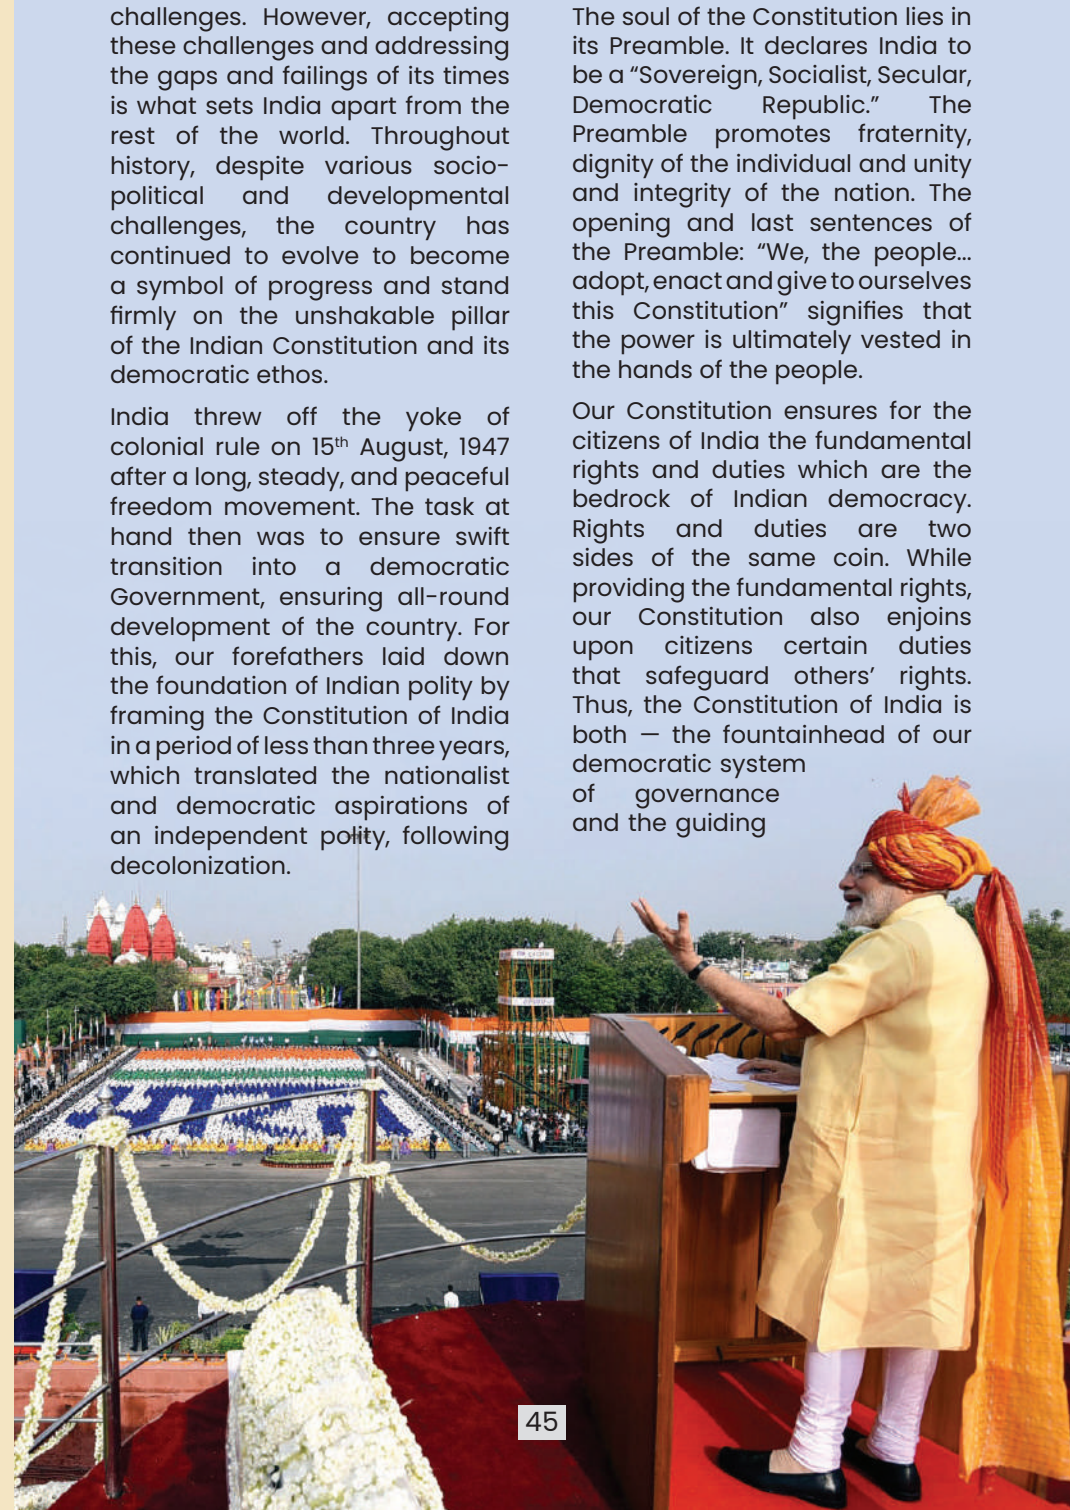 challenges. However, accepting
these challenges and addressing
the gaps and failings of its times
is what sets India apart from the
rest of the world. Throughout
history, despite various socio-
political and developmental
challenges, the country has
continued to evolve to become
a symbol of progress and stand
firmly on the unshakable pillar
of the Indian Constitution and its
democratic ethos.
India threw off the yoke of
colonial rule on 15th August, 1947
after a long, steady, and peaceful
freedom movement. The task at
hand then was to ensure swift
transition into a democratic
Government, ensuring all-round
development of the country. For
this, our forefathers laid down
the foundation of Indian polity by
framing the Constitution of India
in a period of less than three years,
which translated the nationalist
and democratic aspirations of
an independent polity, following
decolonization.
The soul of the Constitution lies in
its Preamble. It declares India to
be a “Sovereign, Socialist, Secular,
Democratic Republic.” The
Preamble promotes fraternity,
dignity of the individual and unity
and integrity of the nation. The
opening and last sentences of
the Preamble: “We, the people...
adopt, enact and give to ourselves
this Constitution” signifies that
the power is ultimately vested in
the hands of the people.
Our Constitution ensures for the
citizens of India the fundamental
rights and duties which are the
bedrock of Indian democracy.
Rights and duties are two
sides of the same coin. While
providing the fundamental rights,
our Constitution also enjoins
upon citizens certain duties
that safeguard others’ rights.
Thus, the Constitution of India is
both — the fountainhead of our
democratic system
of governance
and the guiding
45